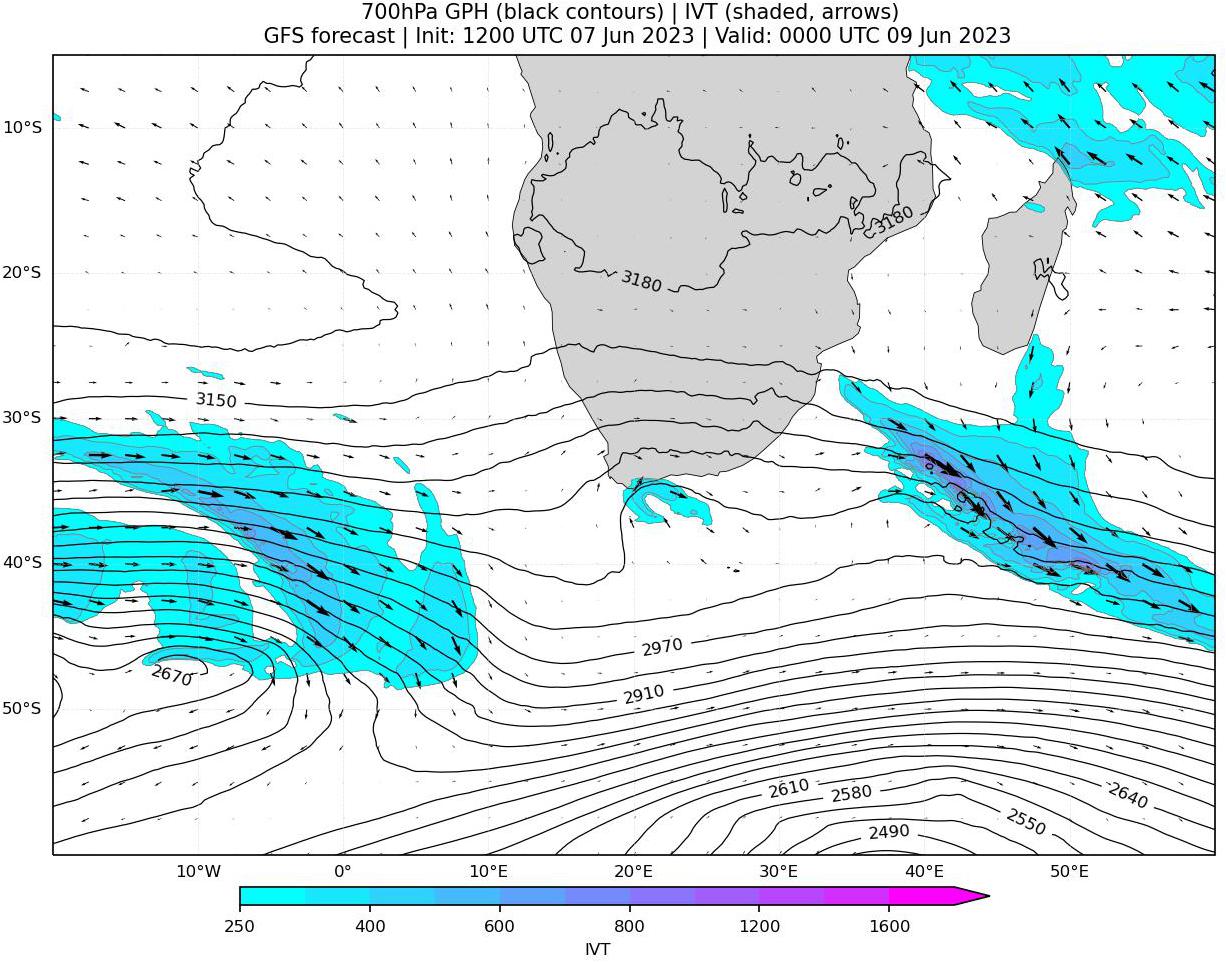 700hPa GPH (black contours) | IVT (shaded, arrows)
GFS forecast | Init: 1200 UTC 07 Jun 2023 | Valid: 0000 UTC 09 Jun 2023
10°S
3180
20°S
3180
3150
30°S
40°S
2970
2670
2910
50°S
2610
2580
2640
2550
2490
10°W 0° 10°E 20°E 30°E 40°E 50°E
250 400 600 800 1200 1600
IVT